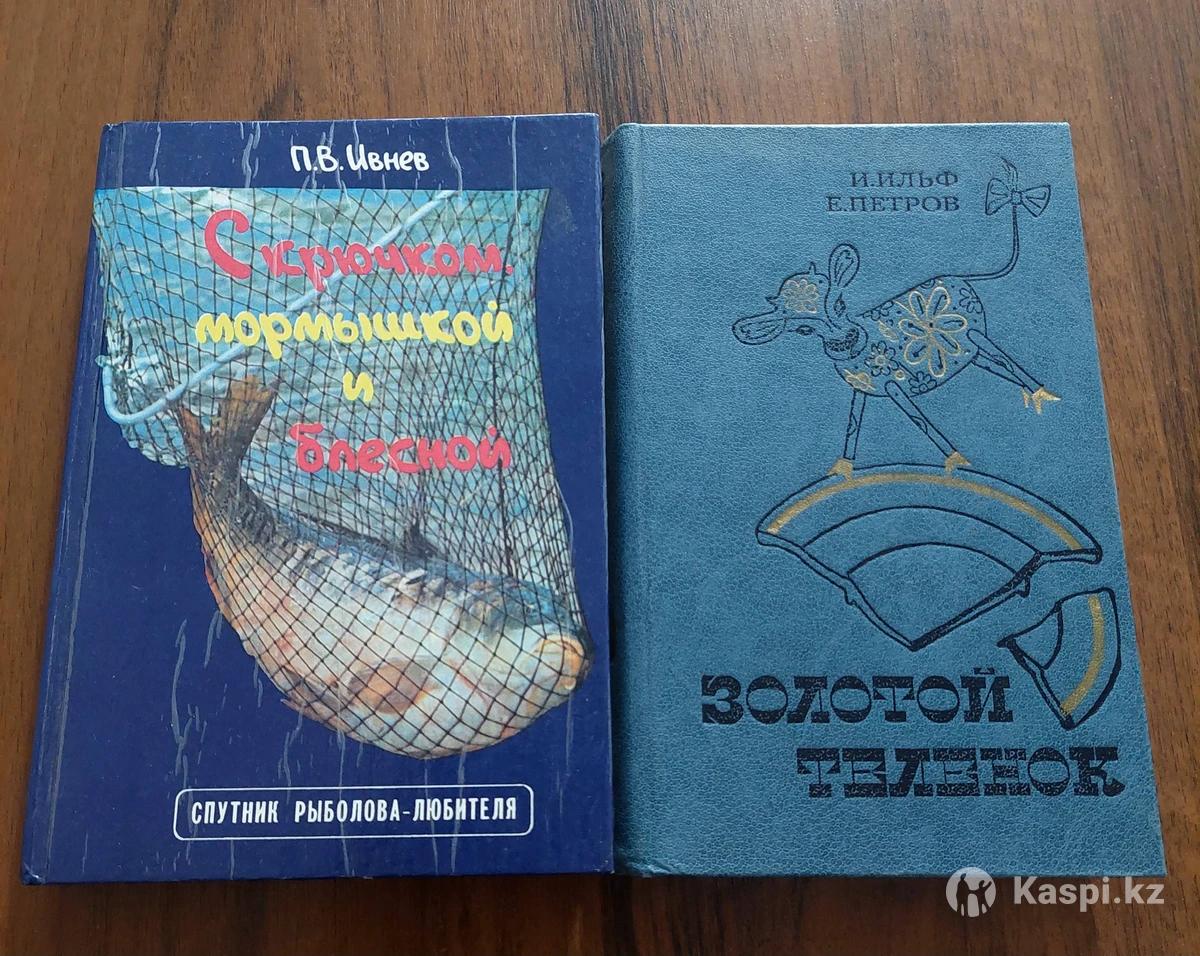 П.В.Ивнев
С крючком,
мормышкой
и
блесной
СПУТНИК РЫБОЛОВА-ЛЮБИТЕЛЯ
И.ИЛЬФ
Е.ПЕТРОВ
ЗОЛОТОЙ
ТЕЛЕНОК
Kaspi.kz